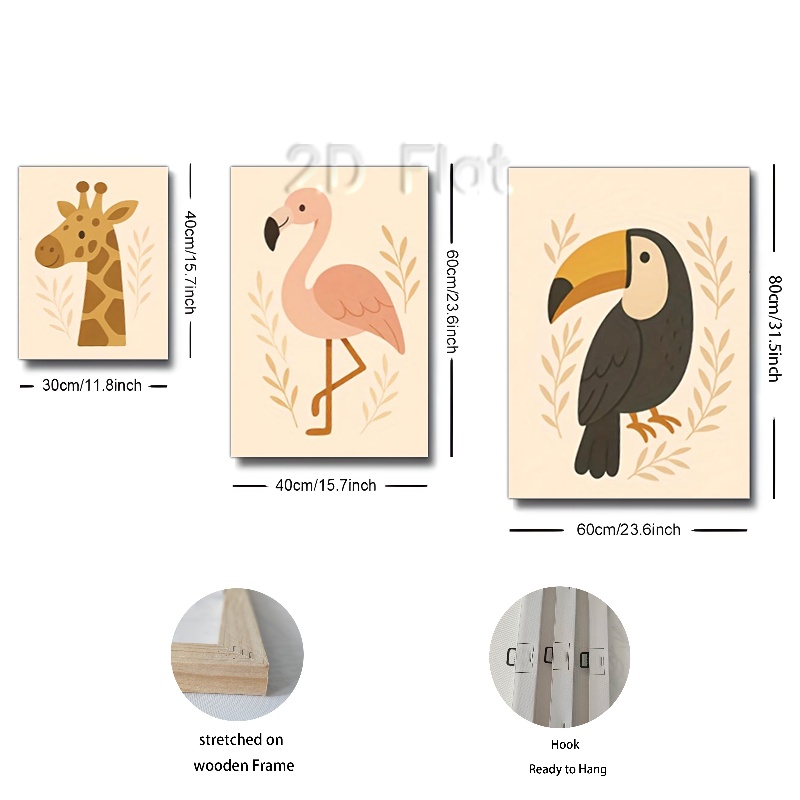 2D Flat
40cm/15.7inch
30cm/11.8inch
60cm/23.6inch
40cm/15.7inch
80cm/31.5inch
60cm/23.6inch
stretched on
wooden Frame
Hook
Ready to Hang